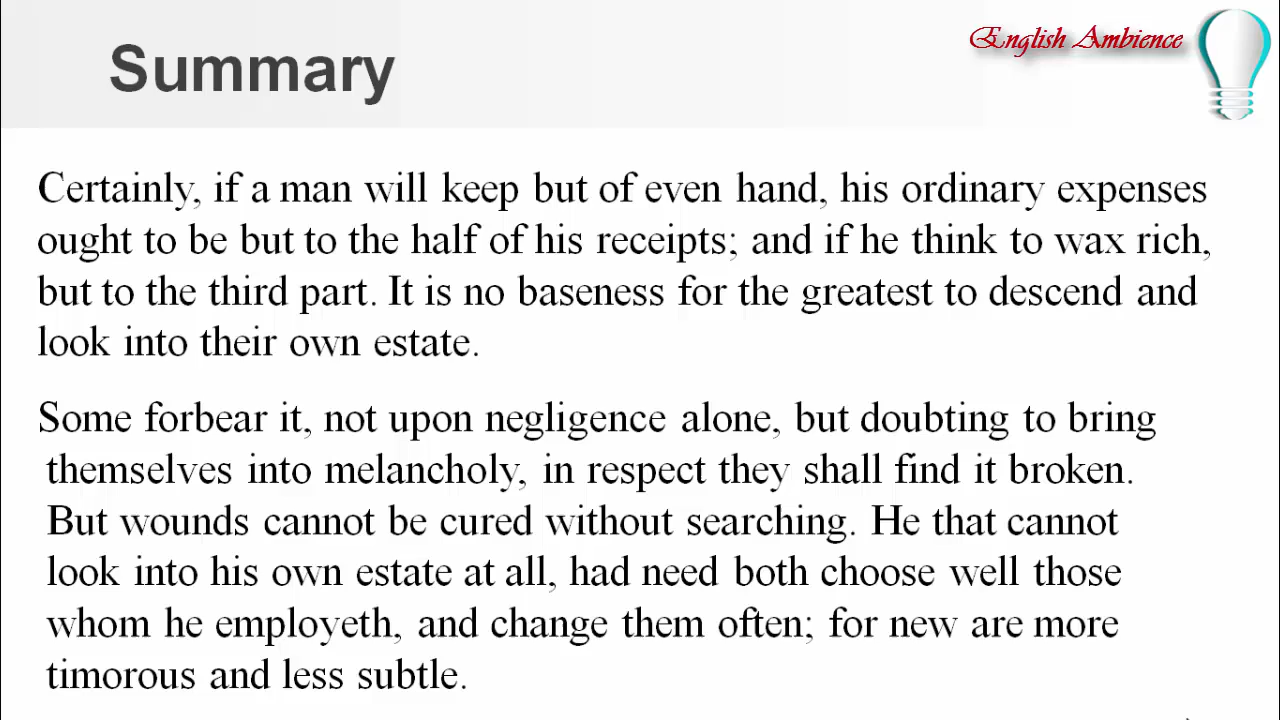 Summary
English Ambience
Certainly, if a man will keep but of even hand, his ordinary expenses
ought to be but to the half of his receipts; and if he think to wax rich,
but to the third part. It is no baseness for the greatest to descend and
look into their own estate.
Some forbear it, not upon negligence alone, but doubting to bring
themselves into melancholy, in respect they shall find it broken.
But wounds cannot be cured without searching. He that cannot
look into his own estate at all, had need both choose well those
whom he employeth, and change them often; for new are more
timorous and less subtle.